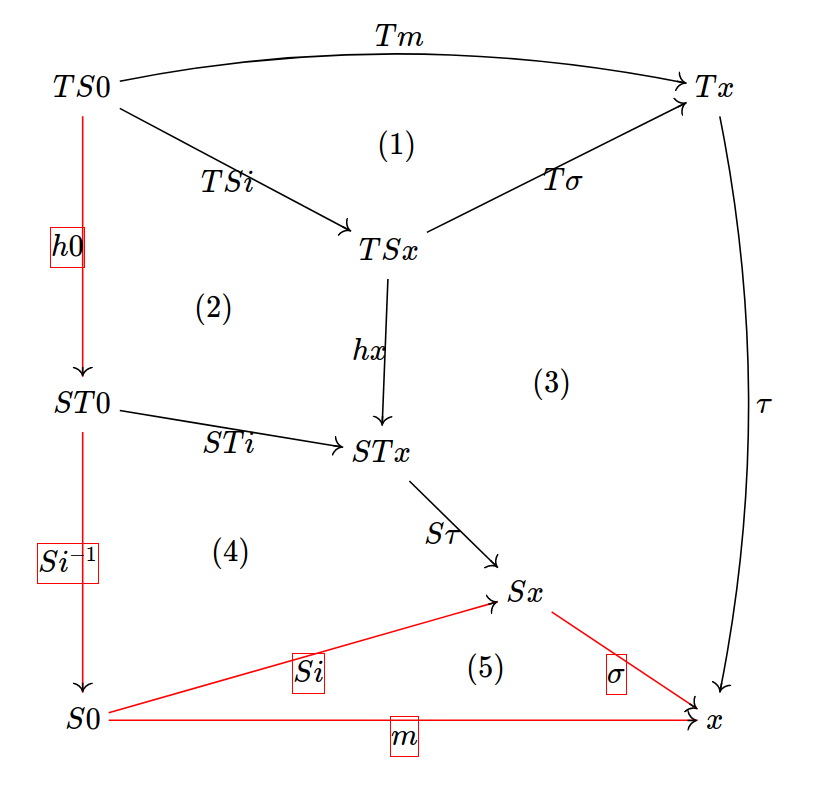 Tm
TS0
Tx
(1)
TSi
Tσ
h0
TSx
(2)
hx
(3)
ST0
τ
STi
STx
Sτ
Si⁻¹
(4)
Sx
Si
(5)
σ
S0
x
m